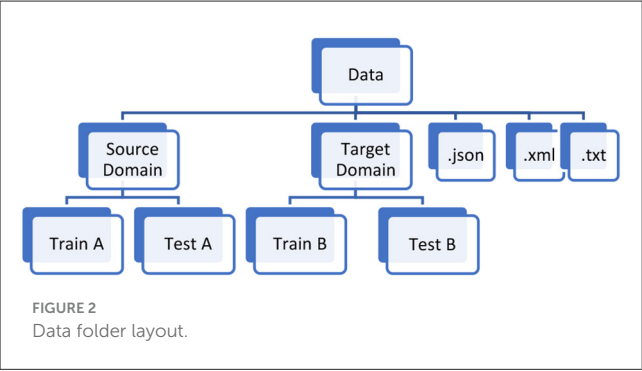 Data
Source
Domain
Target
Domain
.json
.xml
.txt
Train A
Test A
Train B
Test B
FIGURE 2
Data folder layout.